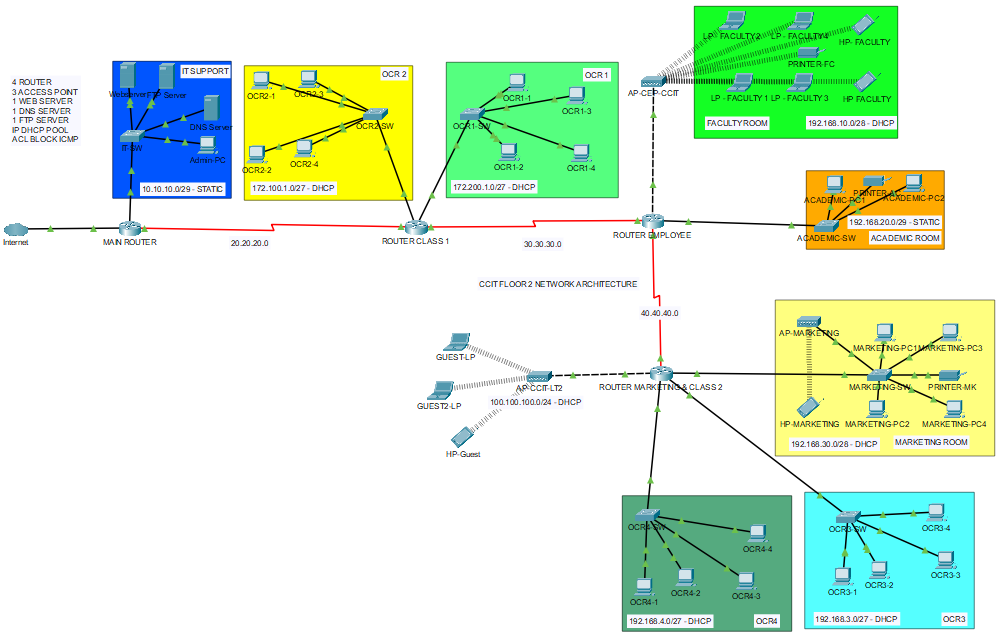 4 ROUTER
3 ACCESS POINT
1 WEB SERVER
1 DNS SERVER
1 FTP SERVER
IP DHCP POOL
ACL BLOCK ICMP
IT SUPPORT
Webserver
FTP Server
DNS Server
IT-SW
Admin-PC
10.10.10.0/29 - STATIC
OCR 2
OCR2-1
OCR2-3
OCR2-SW
OCR2-2
OCR2-4
172.100.1.0/27 - DHCP
OCR 1
OCR1-1
OCR1-3
OCR1-SW
OCR1-2
OCR1-4
172.200.1.0/27 - DHCP
AP-CEP-CCIT
LP - FACULTY2
LP - FACULTY4
HP- FACULTY
PRINTER-FC
LP - FACULTY 1
LP - FACULTY 3
HP FACULTY
FACULTY ROOM
192.168.10.0/28 - DHCP
ACADEMIC-PC1
PRINTER-AC
ACADEMIC-PC2
192.168.20.0/29 - STATIC
ACADEMIC-SW
ACADEMIC ROOM
Internet
MAIN ROUTER
20.20.20.0
ROUTER CLASS 1
30.30.30.0
ROUTER EMPLOYEE
CCIT FLOOR 2 NETWORK ARCHITECTURE
40.40.40.0
GUEST-LP
GUEST2-LP
HP-Guest
AP-CCIT-LT2
100.100.100.0/24 - DHCP
ROUTER MARKETING & CLASS 2
AP-MARKETING
MARKETING-PC1
MARKETING-PC3
MARKETING-SW
PRINTER-MK
HP-MARKETING
MARKETING-PC2
MARKETING-PC4
192.168.30.0/28 - DHCP
MARKETING ROOM
OCR4-SW
OCR4-4
OCR4-1
OCR4-2
OCR4-3
192.168.4.0/27 - DHCP
OCR4
OCR3-SW
OCR3-4
OCR3-3
OCR3-1
OCR3-2
192.168.3.0/27 - DHCP
OCR3